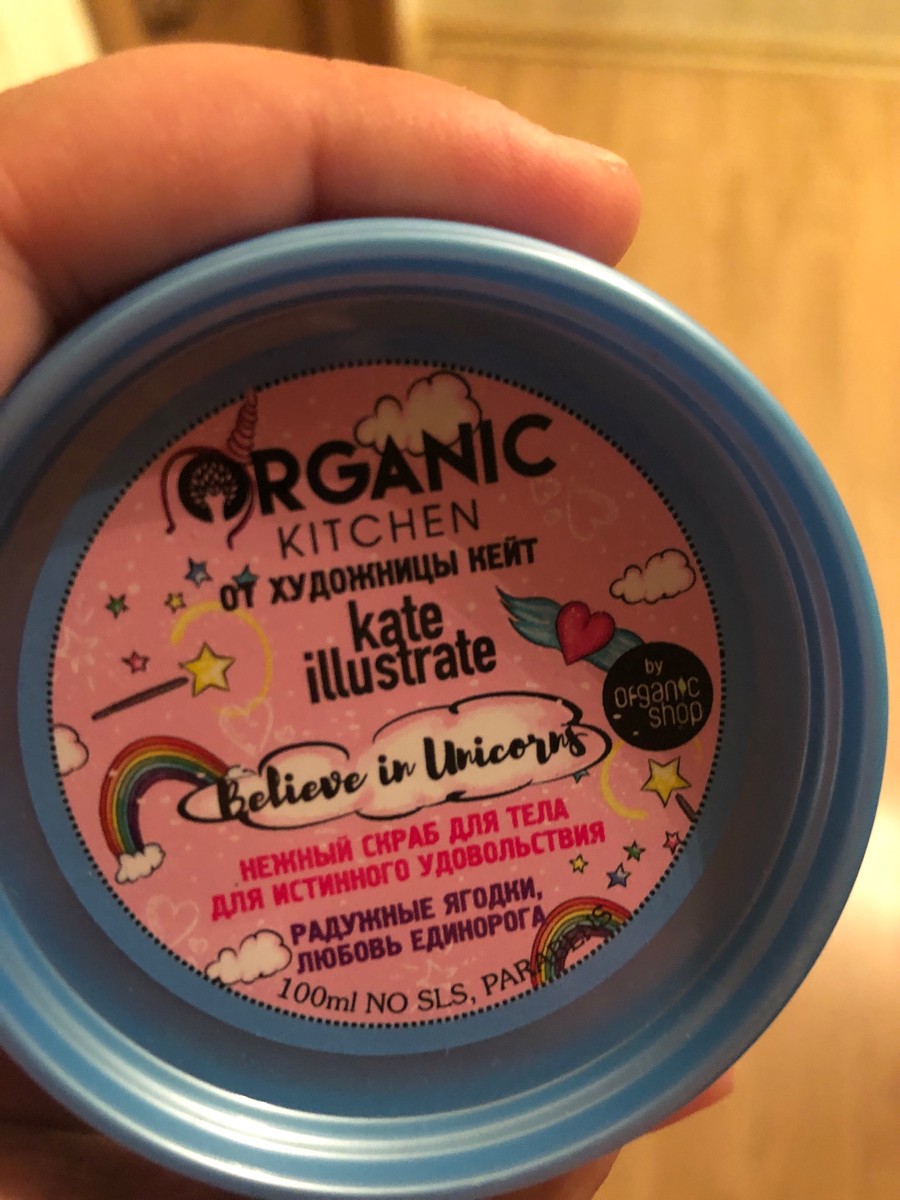 ORGANIC
KITCHEN
ОТ ХУДОЖНИЦЫ КЕЙТ
kate
illustrate
by
organic
shop
Believe in Unicorns
НЕЖНЫЙ СКРАБ ДЛЯ ТЕЛА
ДЛЯ ИСТИННОГО УДОВОЛЬСТВИЯ
РАДУЖНЫЕ ЯГОДКИ,
ЛЮБОВЬ ЕДИНОРОГА
100ml NO SLS, PARABENS